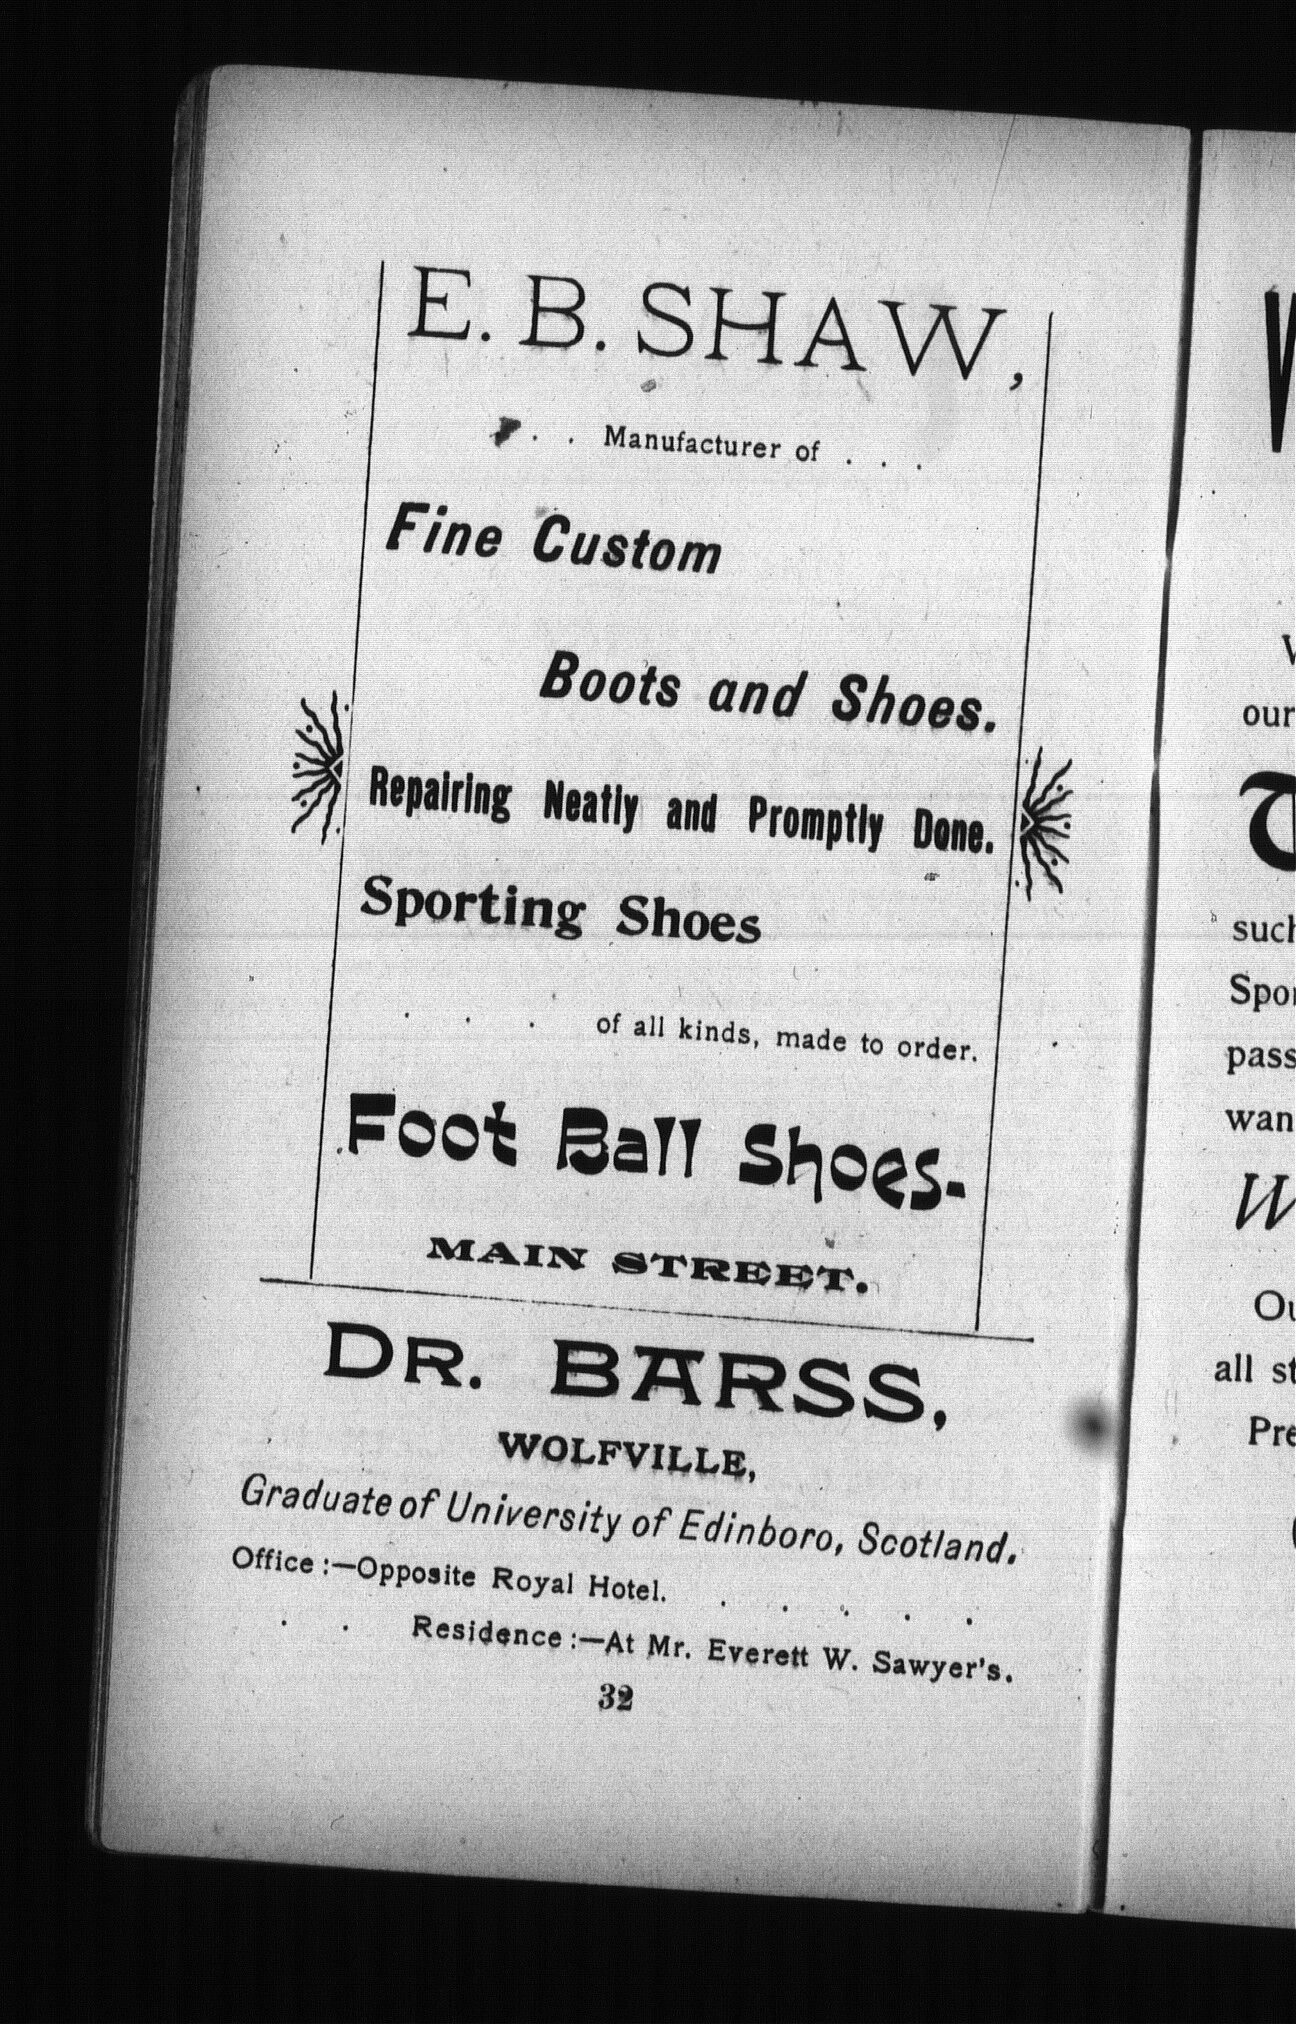 E. B. SHAW,
. . Manufacturer of . . .
Fine Custom
Boots and Shoes.
Repairing Neatly and Promptly Done.
Sporting Shoes
. . . of all kinds, made to order.
Foot Ball Shoes-
MAIN STREET.
DR. BARSS,
WOLFVILLE,
Graduate of University of Edinboro, Scotland.
Office :—Opposite Royal Hotel. . . . . .
. . Residence :—At Mr. Everett W. Sawyer's.
32
our
all